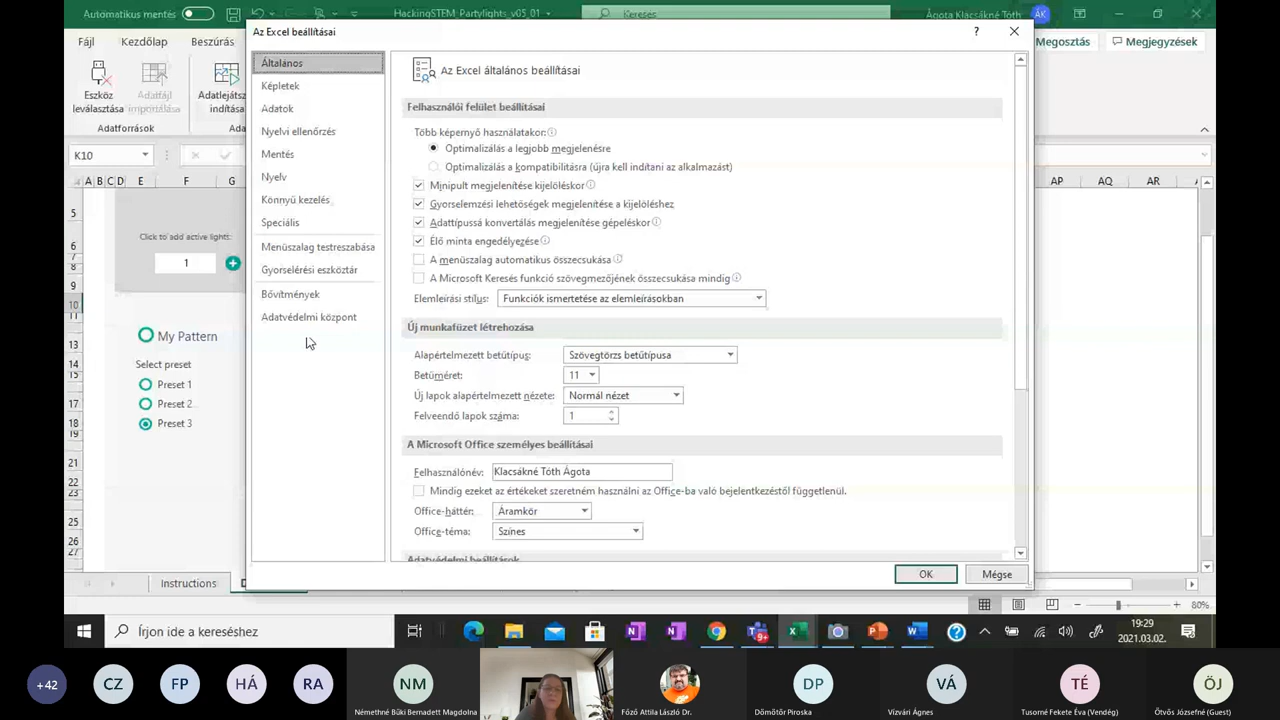 Automatikus mentés
HackingSTEM_Partylights_v05_01
Keresés
Ágota Klacsákné Tóth
ÁK
Fájl
Kezdőlap
Beszúrás
Megosztás
Megjegyzések
Eszköz leválasztása
Adatfájl importálása
Adatlejátszás indítása
Adatforrások
K10
E F G
AP AQ AR
Az Excel beállításai
?
Általános
Képletek
Adatok
Nyelvi ellenőrzés
Mentés
Nyelv
Könnyű kezelés
Speciális
Menüszalag testreszabása
Gyorselérési eszköztár
Bővítmények
Adatvédelmi központ
Az Excel általános beállításai
Felhasználói felület beállításai
Több képernyő használatakor:
Optimalizálás a legjobb megjelenésre
Optimalizálás a kompatibilitásra (újra kell indítani az alkalmazást)
Minipult megjelenítése kijelöléskor
Gyorselemzési lehetőségek megjelenítése a kijelöléshez
Adattípussá konvertálás megjelenítése gépeléskor
Élő minta engedélyezése
A menüszalag automatikus összecsukása
A Microsoft Keresés funkció szövegmezőjének összecsukása mindig
Elemleírási stílus: Funkciók ismertetése az elemleírásokban
Új munkafüzet létrehozása
Alapértelmezett betűtípus: Szövegtörzs betűtípusa
Betűméret: 11
Új lapok alapértelmezett nézete: Normál nézet
Felveendő lapok száma: 1
A Microsoft Office személyes beállításai
Felhasználónév: Klacsákné Tóth Ágota
Mindig ezeket az értékeket szeretném használni az Office-ba való bejelentkezéstől függetlenül.
Office-háttér: Áramkör
Office-téma: Színes
Adatvédelmi beállítások
OK
Mégse
Click to add active lights
1
My Pattern
Select preset
Preset 1
Preset 2
Preset 3
Instructions
80%
Írjon ide a kereséshez
9+
19:29
2021.03.02.
+42
CZ
FP
HÁ
RA
NM
Némethné Büki Bernadett Magdolna
Főző Attila László Dr.
DP
Dömötör Piroska
VÁ
Vízvári Ágnes
TÉ
Tusorné Fekete Éva (Vendég)
ÖJ
Ötvös Józsefné (Guest)